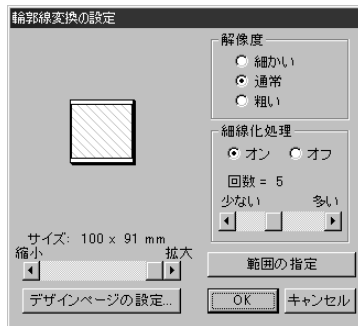 輪郭線変換の設定
解像度
細かい
通常
粗い
細線化処理
オン オフ
回数 = 5
少ない 多い
サイズ: 100 x 91 mm
縮小 拡大
範囲の指定
デザインページの設定...
OK キャンセル